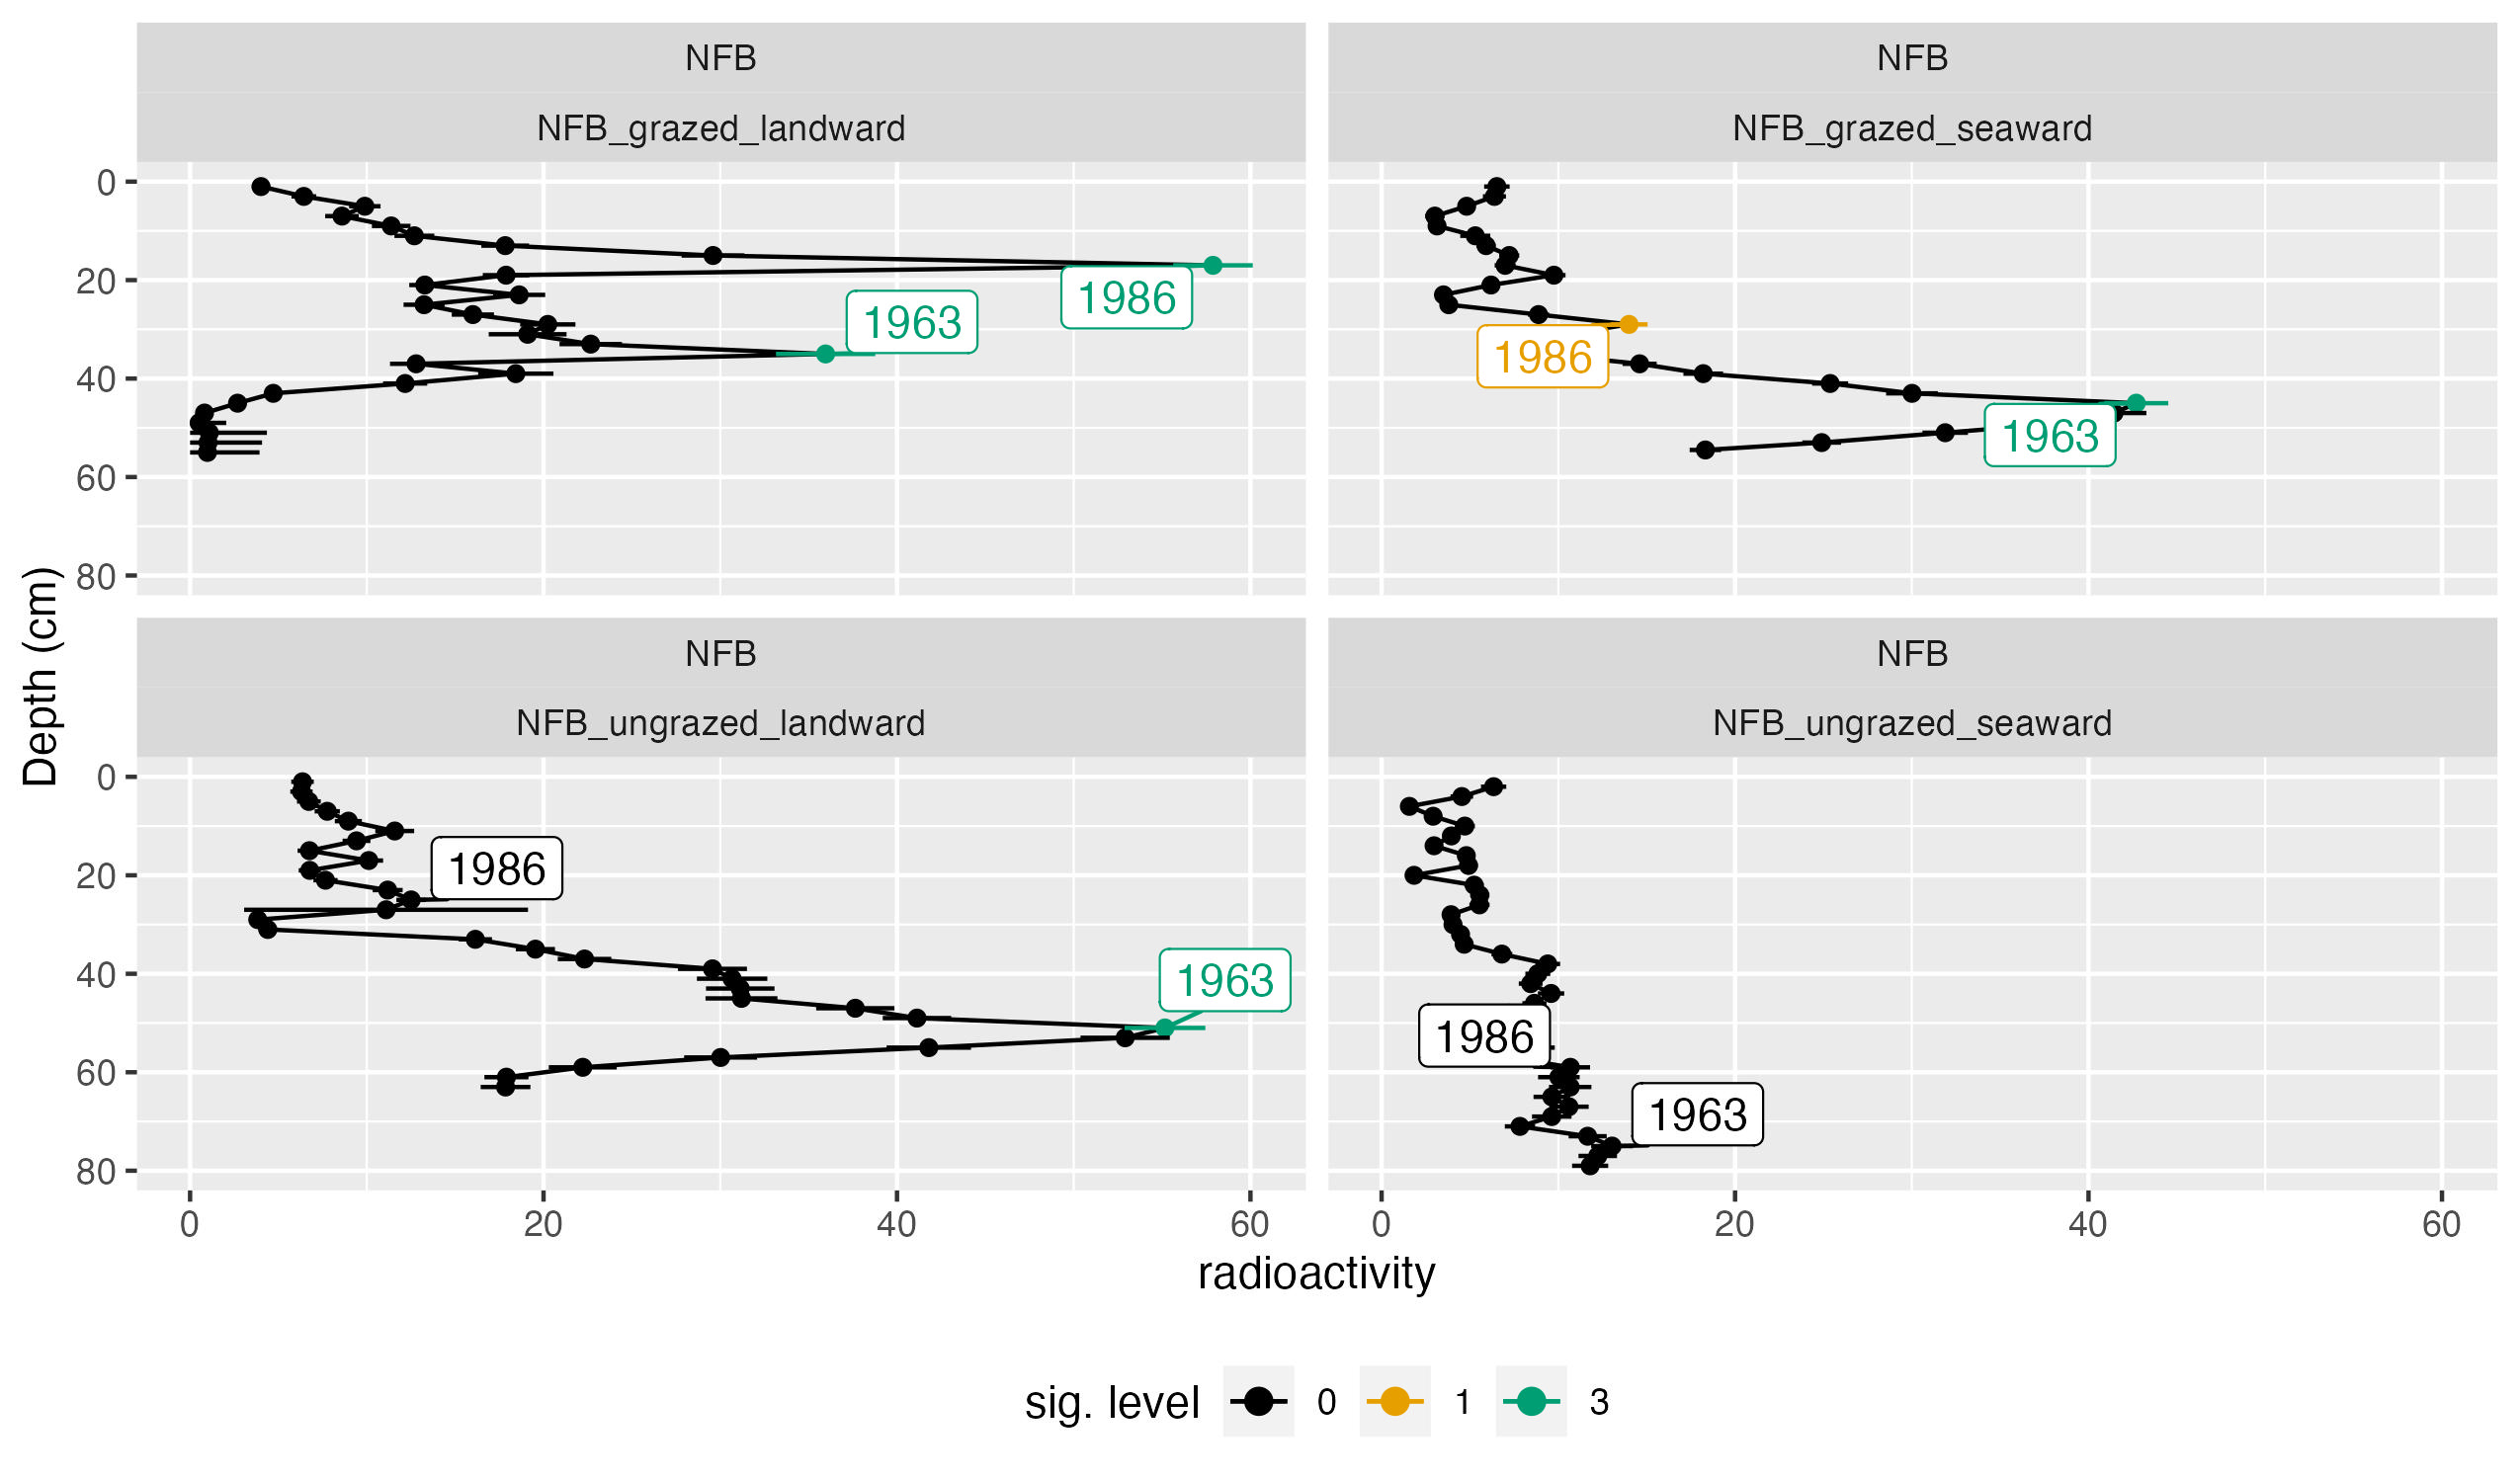 NFB
NFB
NFB_grazed_landward
NFB_grazed_seaward
0
20
40
60
80
1986
1963
1986
1963
Depth (cm)
NFB
NFB
NFB_ungrazed_landward
NFB_ungrazed_seaward
0
20
40
60
80
1986
1963
1986
1963
0
20
40
60
0
20
40
60
radioactivity
sig. level 0 1 3